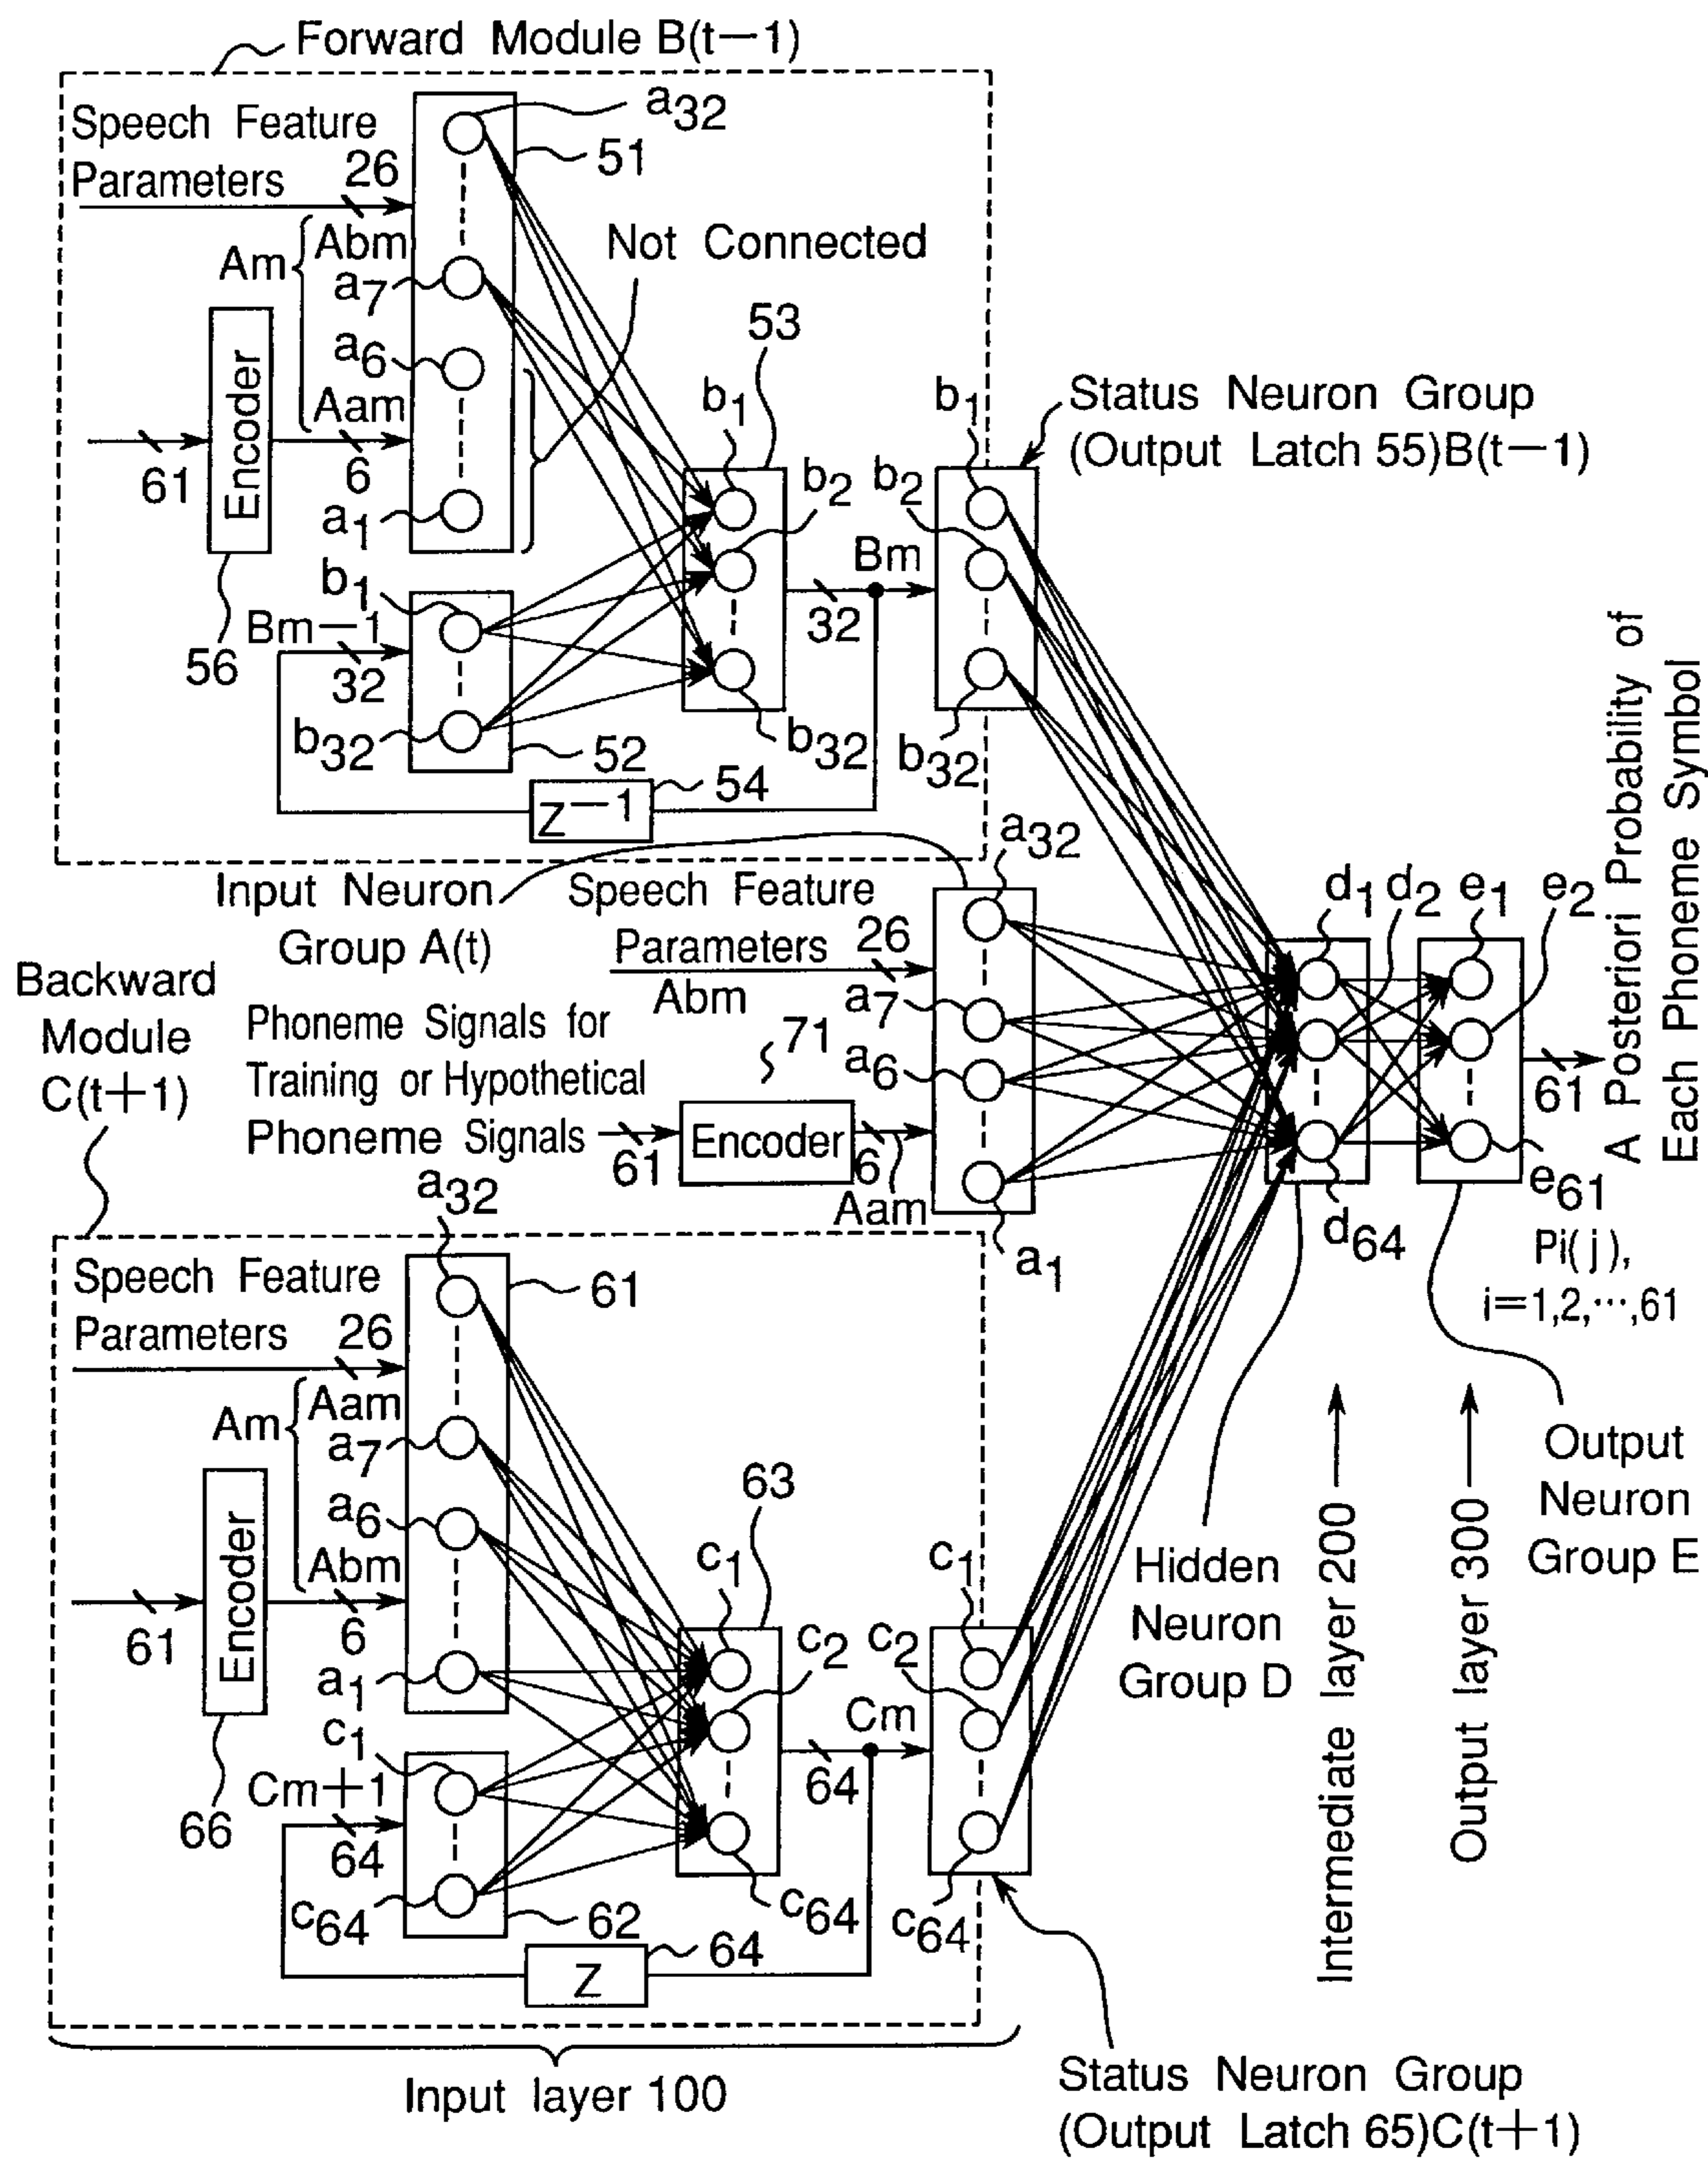 Forward Module B(t−1)
Speech Feature
Parameters
26
a32
51
Am
Abm
a7
Not Connected
a6
Aam
61
Encoder
6
a1
56
53
b1
b2
b1
b2
Status Neuron Group
(Output Latch 55)B(t−1)
Bm
32
b1
Bm−1
32
b32
52
b32
b32
z−1
54
Input Neuron
Group A(t)
Speech Feature
Parameters
26
Abm
a32
a7
a6
Phoneme Signals for
Training or Hypothetical
Phoneme Signals
71
61
Encoder
6
Aam
a1
d1
d2
e1
e2
d64
e61
61
A Posteriori Probability of
Each Phoneme Symbol
Pi(j),
i=1,2,⋯,61
Backward
Module
C(t+1)
a32
Speech Feature
Parameters
26
61
Am
Aam
a7
a6
Abm
61
Encoder
6
a1
66
63
c1
c2
c1
c2
Cm
64
c1
Cm+1
64
c64
62
c64
c64
Z
64
Hidden
Neuron
Group D
Intermediate layer 200
Output layer 300
Output
Neuron
Group E
Input layer 100
Status Neuron Group
(Output Latch 65)C(t+1)